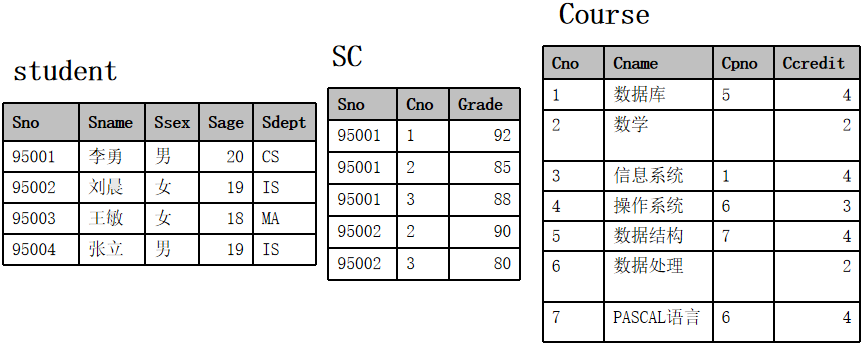 student
Sno Sname Ssex Sage Sdept
95001 李勇 男 20 CS
95002 刘晨 女 19 IS
95003 王敏 女 18 MA
95004 张立 男 19 IS
SC
Sno Cno Grade
95001 1 92
95001 2 85
95001 3 88
95002 2 90
95002 3 80
Course
Cno Cname Cpno Ccredit
1 数据库 5 4
2 数学 2
3 信息系统 1 4
4 操作系统 6 3
5 数据结构 7 4
6 数据处理 2
7 PASCAL语言 6 4